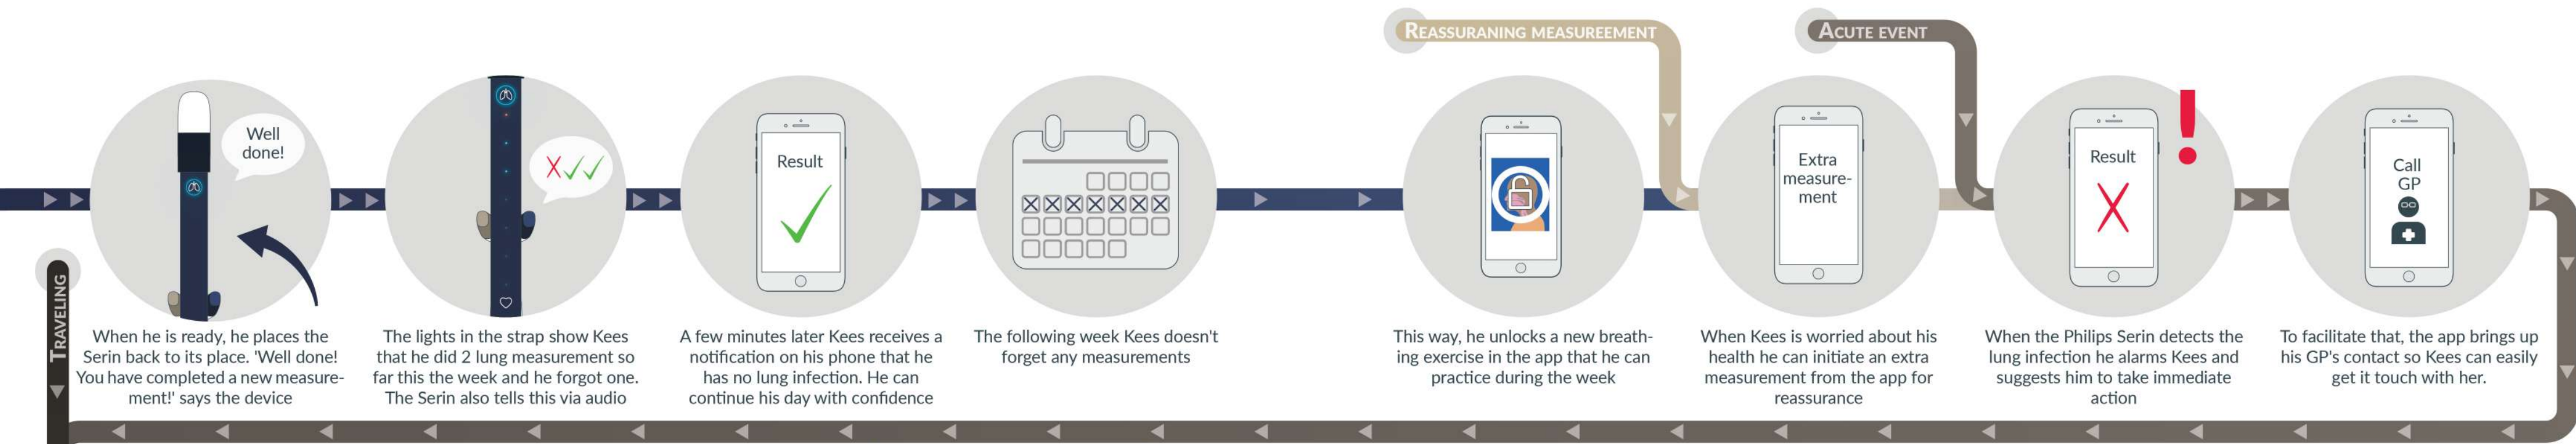 REASSURANING MEASUREEMENT
ACUTE EVENT
Well
done!
Result
Extra
measure-
ment
Result
Call
GP
TRAVELING
When he is ready, he places the
Serin back to its place. 'Well done!
You have completed a new measure-
ment!' says the device
The lights in the strap show Kees
that he did 2 lung measurement so
far this the week and he forgot one.
The Serin also tells this via audio
A few minutes later Kees receives a
notification on his phone that he
has no lung infection. He can
continue his day with confidence
The following week Kees doesn't
forget any measurements
This way, he unlocks a new breath-
ing exercise in the app that he can
practice during the week
When Kees is worried about his
health he can initiate an extra
measurement from the app for
reassurance
When the Philips Serin detects the
lung infection he alarms Kees and
suggests him to take immediate
action
To facilitate that, the app brings up
his GP's contact so Kees can easily
get it touch with her.